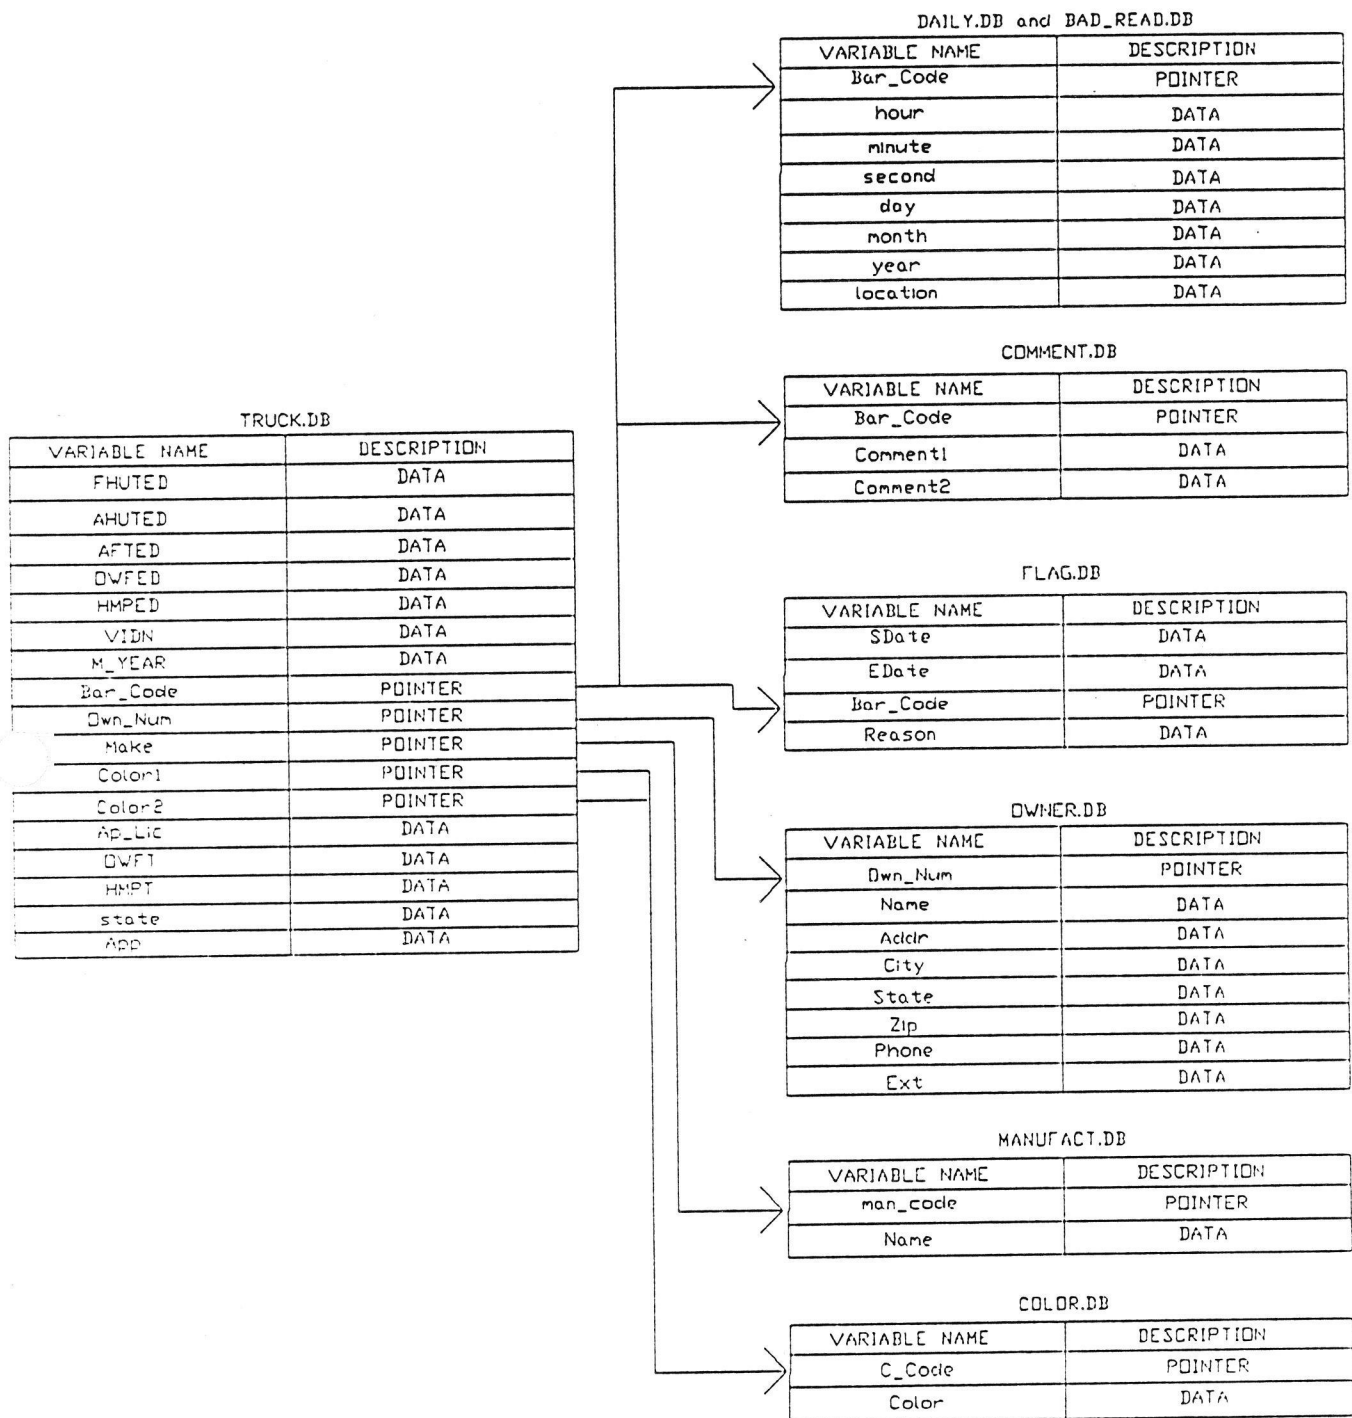 DAILY.DB and BAD_READ.DB
VARIABLE NAME DESCRIPTION
Bar_Code POINTER
hour DATA
minute DATA
second DATA
day DATA
month DATA
year DATA
location DATA
COMMENT.DB
VARIABLE NAME DESCRIPTION
Bar_Code POINTER
Comment1 DATA
Comment2 DATA
TRUCK.DB
VARIABLE NAME DESCRIPTION
FHUTED DATA
AHUTED DATA
AFTED DATA
OWFED DATA
HMPED DATA
VIDN DATA
M_YEAR DATA
Bar_Code POINTER
Own_Num POINTER
Make POINTER
Color1 POINTER
Color2 POINTER
Ap_Lic DATA
OWFT DATA
HMPT DATA
state DATA
App DATA
FLAG.DB
VARIABLE NAME DESCRIPTION
SDate DATA
EDate DATA
Bar_Code POINTER
Reason DATA
OWNER.DB
VARIABLE NAME DESCRIPTION
Own_Num POINTER
Name DATA
Addr DATA
City DATA
State DATA
Zip DATA
Phone DATA
Ext DATA
MANUFACT.DB
VARIABLE NAME DESCRIPTION
man_code POINTER
Name DATA
COLOR.DB
VARIABLE NAME DESCRIPTION
C_Code POINTER
Color DATA